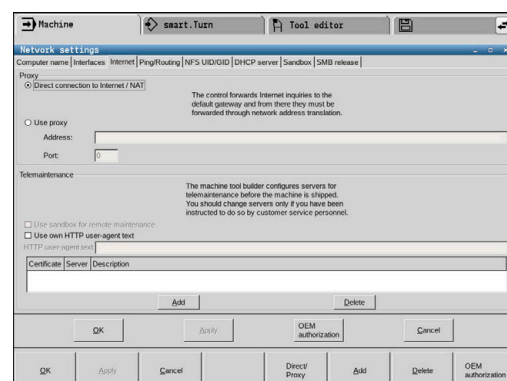 Machine
smart.Turn
Tool editor
Network settings
Computer name Interfaces Internet Ping/Routing NFS UID/GID DHCP server Sandbox SMB release
Proxy
Direct connection to Internet / NAT
The control forwards Internet inquiries to the
default gateway and from there they must be
forwarded through network address translation.
Use proxy
Address:
Port: 0
Telemaintenance
The machine tool builder configures servers for
telemaintenance before the machine is shipped.
You should change servers only if you have been
instructed to do so by customer service personnel.
Use sandbox for remote maintenance
Use own HTTP user-agent text
HTTP user-agent text
Certificate Server Description
Add Delete
OK Apply OEM authorization Cancel
OK Apply Cancel Direct/ Proxy Add Delete OEM authorization